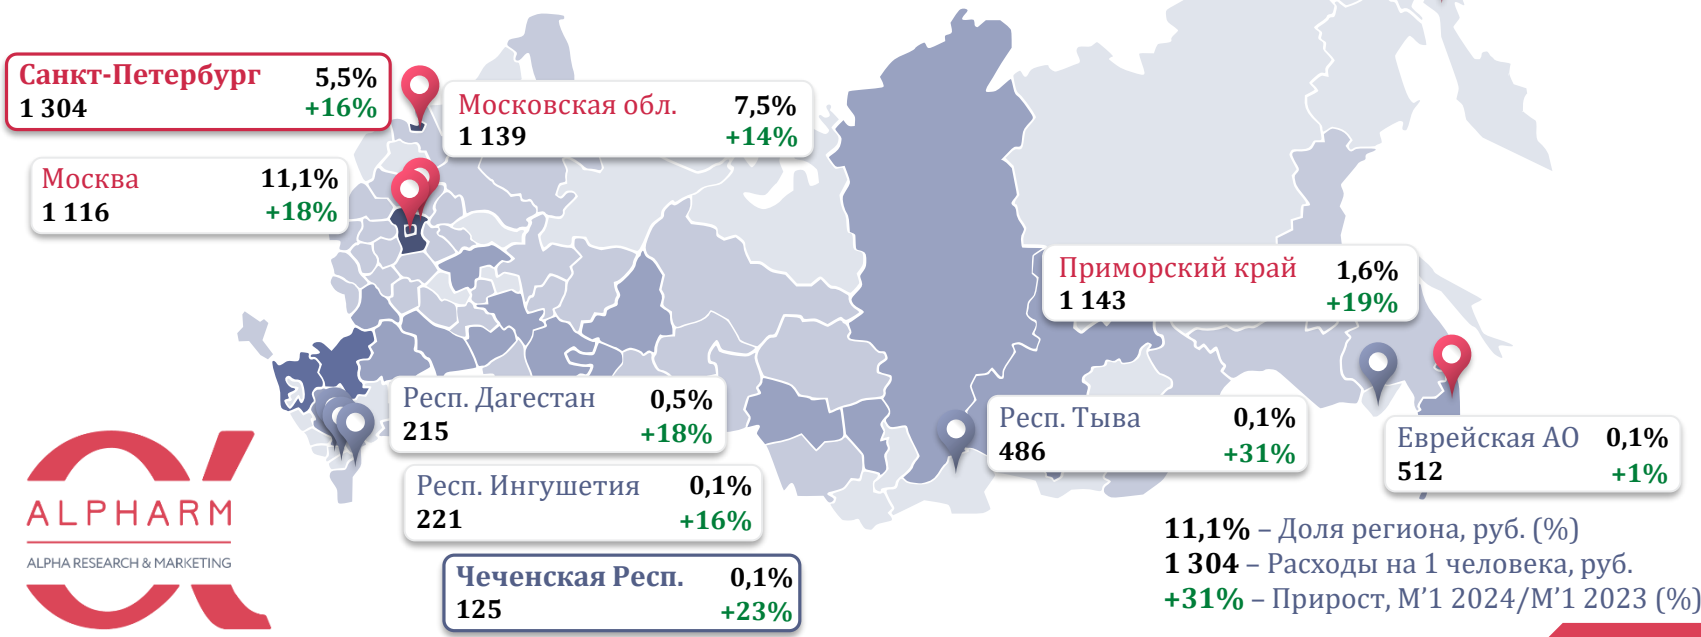 Санкт-Петербург 5,5%
1 304 +16%
Московская обл. 7,5%
1 139 +14%
Москва 11,1%
1 116 +18%
Приморский край 1,6%
1 143 +19%
Респ. Дагестан 0,5%
215 +18%
Респ. Тыва 0,1%
486 +31%
Еврейская АО 0,1%
512 +1%
Респ. Ингушетия 0,1%
221 +16%
Чеченская Респ. 0,1%
125 +23%
ALPHARM
ALPHA RESEARCH & MARKETING
11,1% – Доля региона, руб. (%)
1 304 – Расходы на 1 человека, руб.
+31% – Прирост, М'1 2024/М'1 2023 (%)